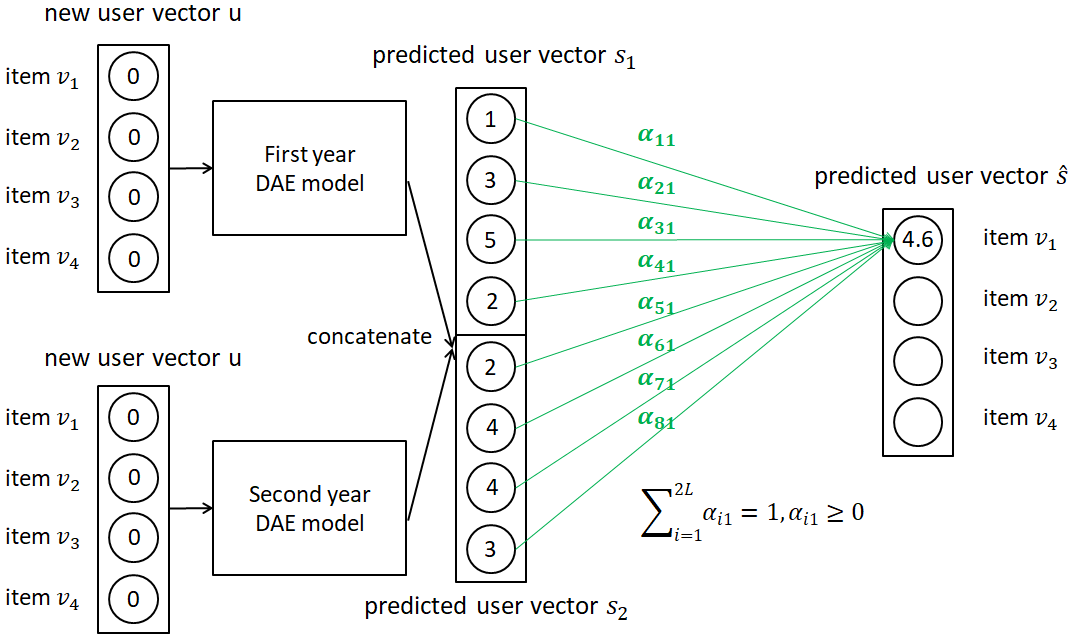 new user vector u
item v₁ 0
item v₂ 0
item v₃ 0
item v₄ 0
First year
DAE model
new user vector u
item v₁ 0
item v₂ 0
item v₃ 0
item v₄ 0
Second year
DAE model
concatenate
predicted user vector s₁
1
3
5
2
2
4
4
3
predicted user vector s₂
α₁₁
α₂₁
α₃₁
α₄₁
α₅₁
α₆₁
α₇₁
α₈₁
∑ᵢ₌₁²ᴸ αᵢ₁ = 1, αᵢ₁ ≥ 0
predicted user vector ŝ
4.6 item v₁
item v₂
item v₃
item v₄